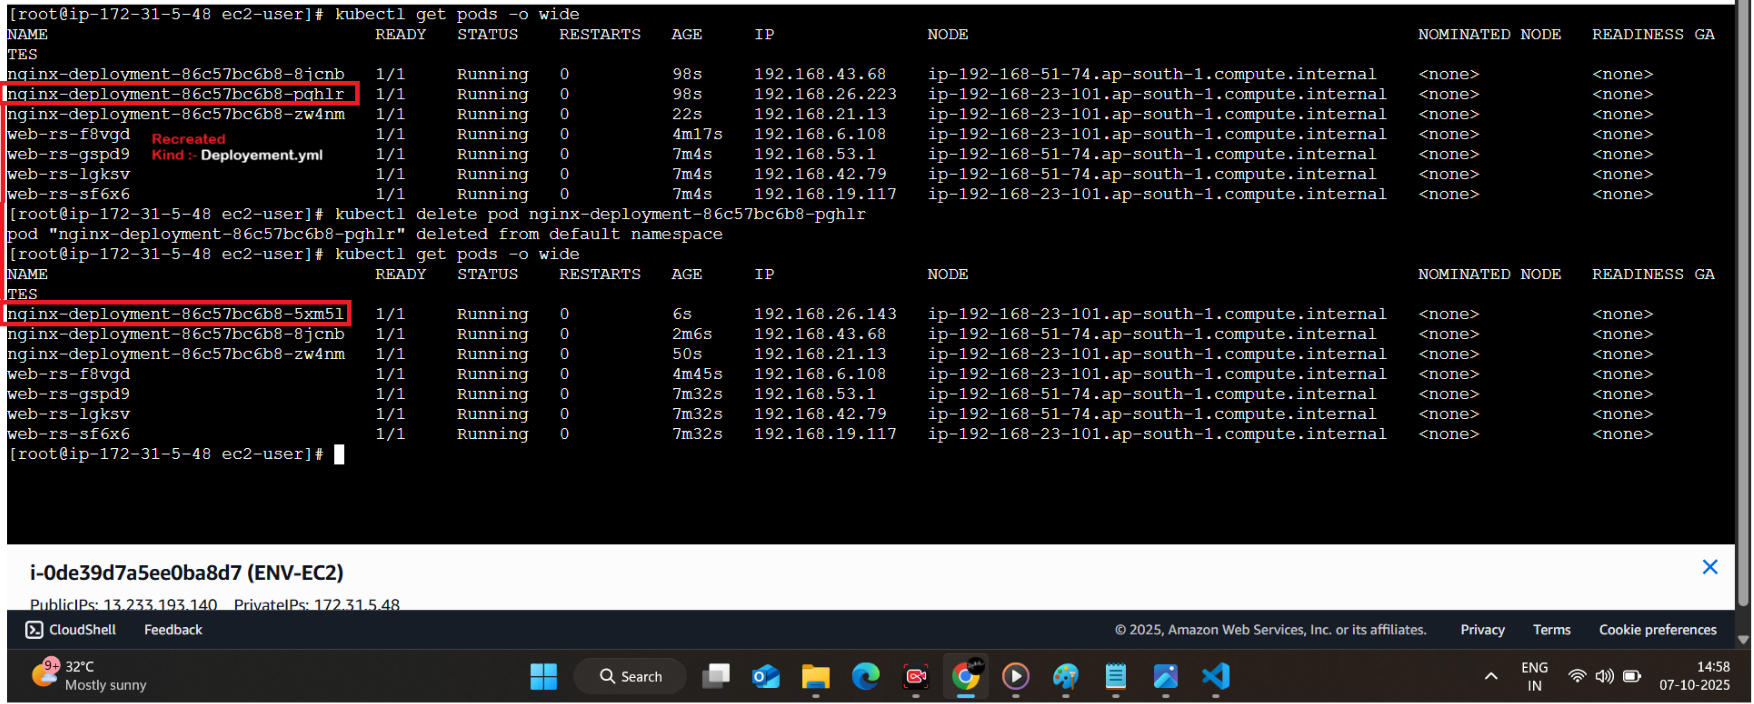 [root@ip-172-31-5-48 ec2-user]# kubectl get pods -o wide
NAME READY STATUS RESTARTS AGE IP NODE NOMINATED NODE READINESS GA
TES
nginx-deployment-86c57bc6b8-8jcnb 1/1 Running 0 98s 192.168.43.68 ip-192-168-51-74.ap-south-1.compute.internal <none> <none>
nginx-deployment-86c57bc6b8-pghlr 1/1 Running 0 98s 192.168.26.223 ip-192-168-23-101.ap-south-1.compute.internal <none> <none>
nginx-deployment-86c57bc6b8-zw4nm 1/1 Running 0 22s 192.168.21.13 ip-192-168-23-101.ap-south-1.compute.internal <none> <none>
web-rs-f8vgd 1/1 Running 0 4m17s 192.168.6.108 ip-192-168-23-101.ap-south-1.compute.internal <none> <none>
Recreated
web-rs-gspd9 1/1 Running 0 7m4s 192.168.53.1 ip-192-168-51-74.ap-south-1.compute.internal <none> <none>
Kind :- Deployement.yml
web-rs-lgksv 1/1 Running 0 7m4s 192.168.42.79 ip-192-168-51-74.ap-south-1.compute.internal <none> <none>
web-rs-sf6x6 1/1 Running 0 7m4s 192.168.19.117 ip-192-168-23-101.ap-south-1.compute.internal <none> <none>
[root@ip-172-31-5-48 ec2-user]# kubectl delete pod nginx-deployment-86c57bc6b8-pghlr
pod "nginx-deployment-86c57bc6b8-pghlr" deleted from default namespace
[root@ip-172-31-5-48 ec2-user]# kubectl get pods -o wide
NAME READY STATUS RESTARTS AGE IP NODE NOMINATED NODE READINESS GA
TES
nginx-deployment-86c57bc6b8-5xm5l 1/1 Running 0 6s 192.168.26.143 ip-192-168-23-101.ap-south-1.compute.internal <none> <none>
nginx-deployment-86c57bc6b8-8jcnb 1/1 Running 0 2m6s 192.168.43.68 ip-192-168-51-74.ap-south-1.compute.internal <none> <none>
nginx-deployment-86c57bc6b8-zw4nm 1/1 Running 0 50s 192.168.21.13 ip-192-168-23-101.ap-south-1.compute.internal <none> <none>
web-rs-f8vgd 1/1 Running 0 4m45s 192.168.6.108 ip-192-168-23-101.ap-south-1.compute.internal <none> <none>
web-rs-gspd9 1/1 Running 0 7m32s 192.168.53.1 ip-192-168-51-74.ap-south-1.compute.internal <none> <none>
web-rs-lgksv 1/1 Running 0 7m32s 192.168.42.79 ip-192-168-51-74.ap-south-1.compute.internal <none> <none>
web-rs-sf6x6 1/1 Running 0 7m32s 192.168.19.117 ip-192-168-23-101.ap-south-1.compute.internal <none> <none>
[root@ip-172-31-5-48 ec2-user]#
i-0de39d7a5ee0ba8d7 (ENV-EC2)
PublicIPs: 13.233.193.140 PrivateIPs: 172.31.5.48
CloudShell Feedback © 2025, Amazon Web Services, Inc. or its affiliates. Privacy Terms Cookie preferences
9+ 32°C
Mostly sunny
Search
ENG
IN
14:58
07-10-2025